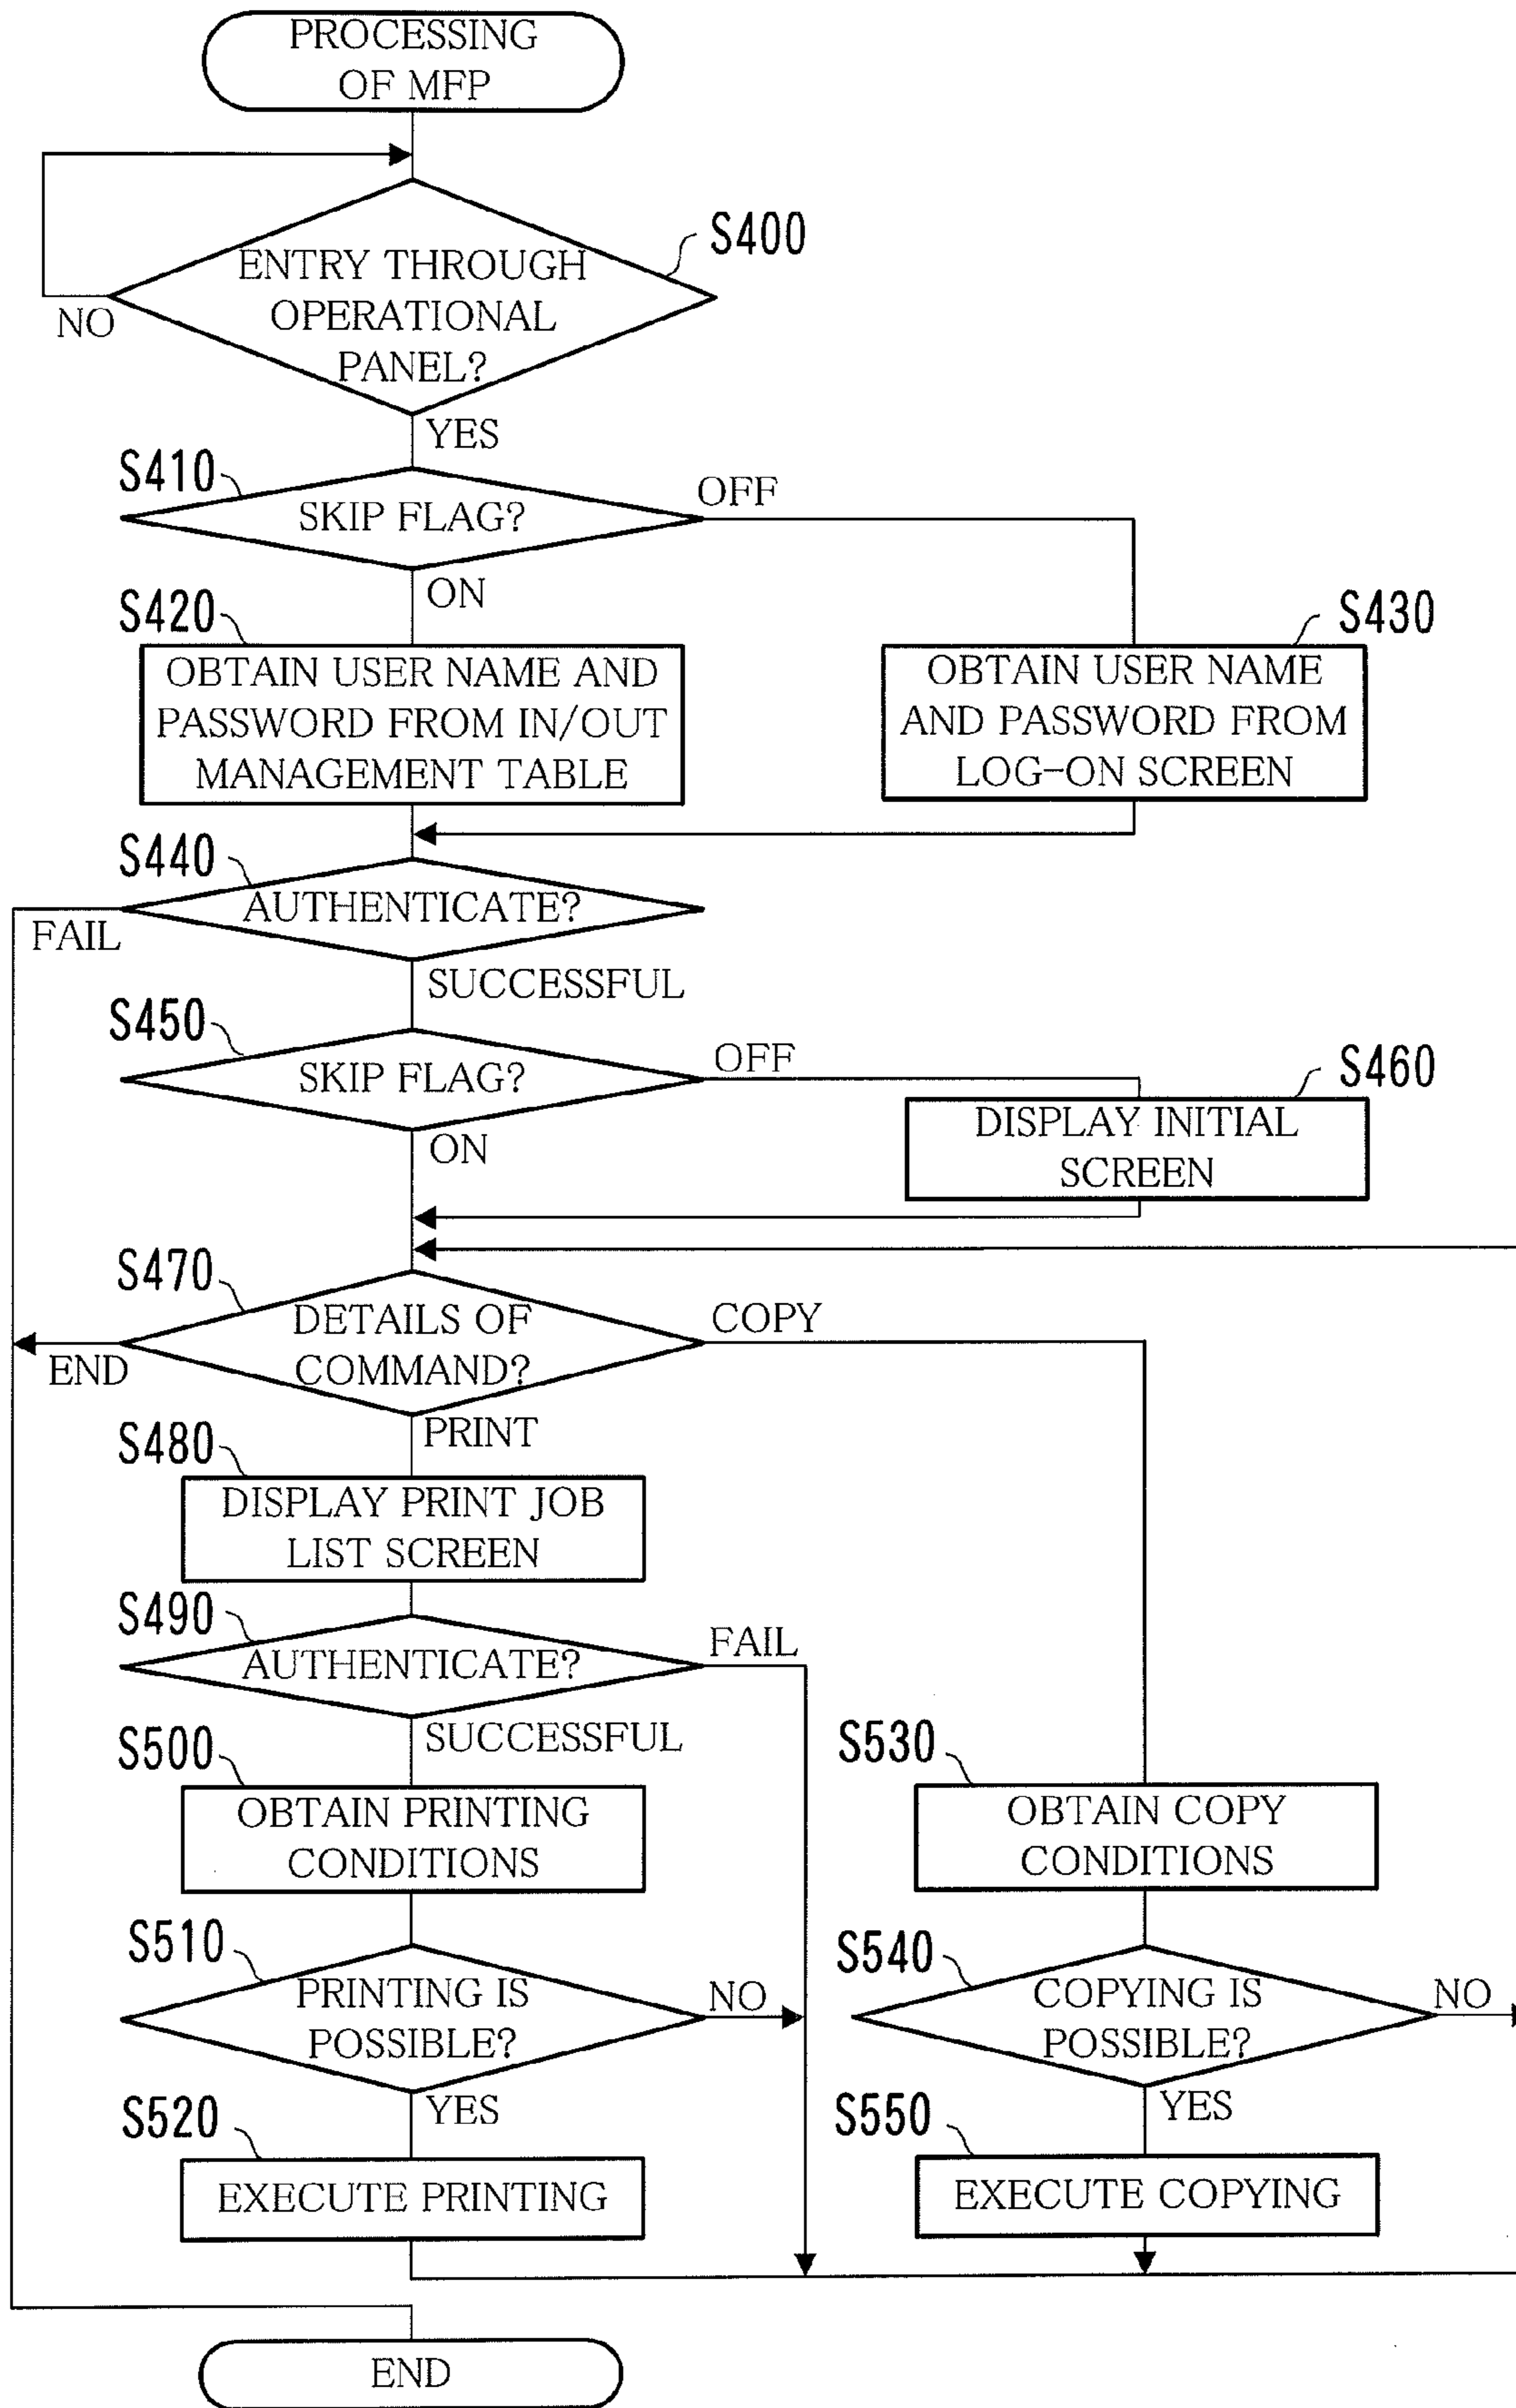 PROCESSING
OF MFP
S400
ENTRY THROUGH
OPERATIONAL
PANEL?
NO
YES
S410
SKIP FLAG?
OFF
ON
S420
OBTAIN USER NAME AND
PASSWORD FROM IN/OUT
MANAGEMENT TABLE
S430
OBTAIN USER NAME
AND PASSWORD FROM
LOG-ON SCREEN
S440
AUTHENTICATE?
FAIL
SUCCESSFUL
S450
SKIP FLAG?
OFF
ON
S460
DISPLAY INITIAL
SCREEN
S470
DETAILS OF
COMMAND?
COPY
END
PRINT
S480
DISPLAY PRINT JOB
LIST SCREEN
S490
AUTHENTICATE?
FAIL
SUCCESSFUL
S500
OBTAIN PRINTING
CONDITIONS
S510
PRINTING IS
POSSIBLE?
NO
YES
S520
EXECUTE PRINTING
S530
OBTAIN COPY
CONDITIONS
S540
COPYING IS
POSSIBLE?
NO
YES
S550
EXECUTE COPYING
END